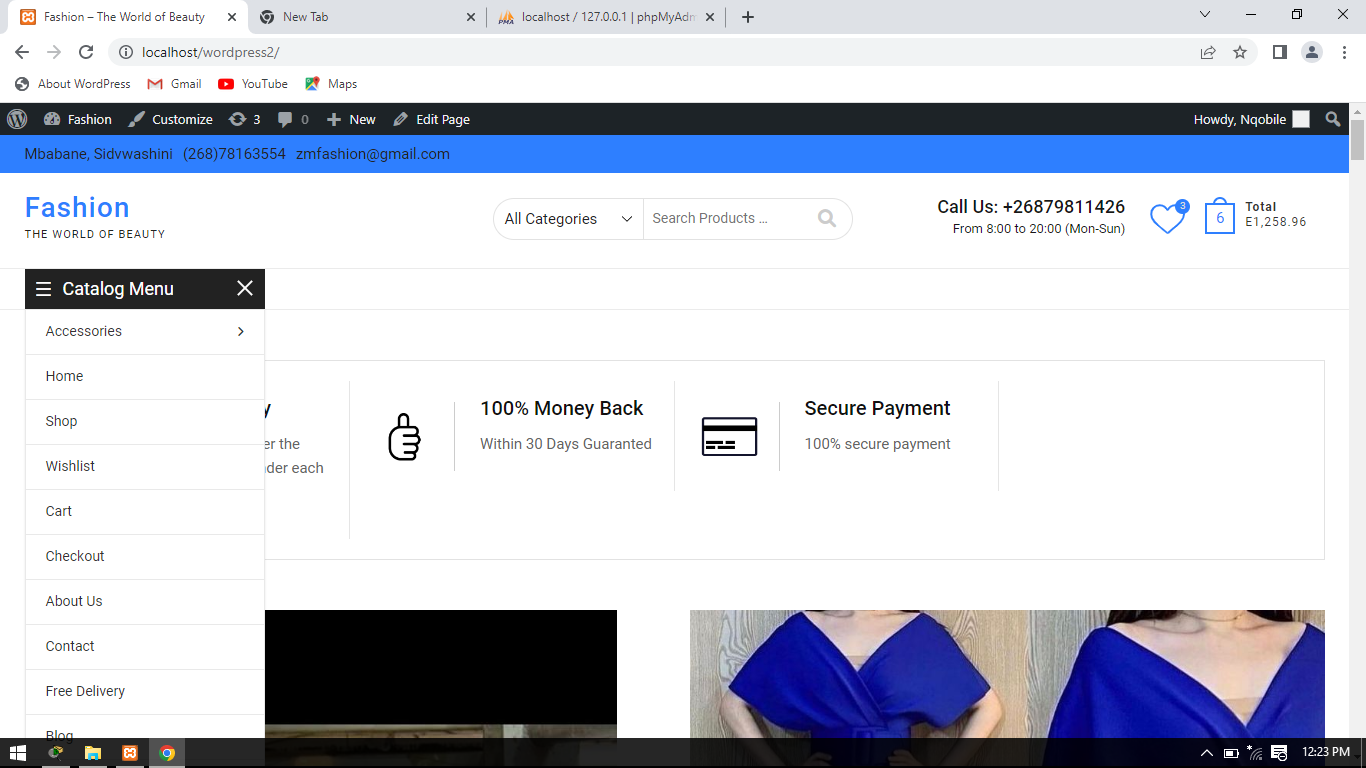 Fashion – The World of Beauty
New Tab
localhost / 127.0.0.1 | phpMyAdm
localhost/wordpress2/
About WordPress
Gmail
YouTube
Maps
Fashion
Customize
3
0
New
Edit Page
Howdy, Nqobile
Mbabane, Sidvwashini (268)78163554 zmfashion@gmail.com
Fashion
THE WORLD OF BEAUTY
All Categories
Search Products ...
Call Us: +26879811426
From 8:00 to 20:00 (Mon-Sun)
3
6
Total
E1,258.96
Catalog Menu
Accessories
Home
Shop
Wishlist
Cart
Checkout
About Us
Contact
Free Delivery
Blog
y
er the
nder each
100% Money Back
Within 30 Days Guaranted
Secure Payment
100% secure payment
12:23 PM